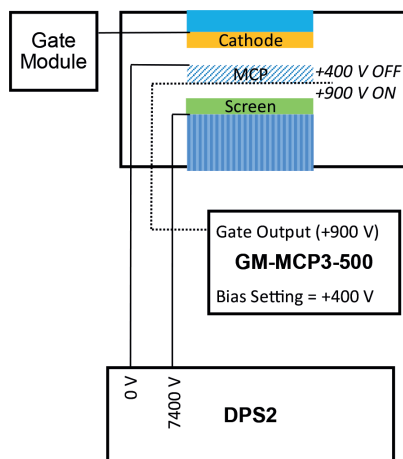 Gate
Module
Cathode
MCP
+400 V OFF
+900 V ON
Screen
Gate Output (+900 V)
GM-MCP3-500
Bias Setting = +400 V
0 V
7400 V
DPS2